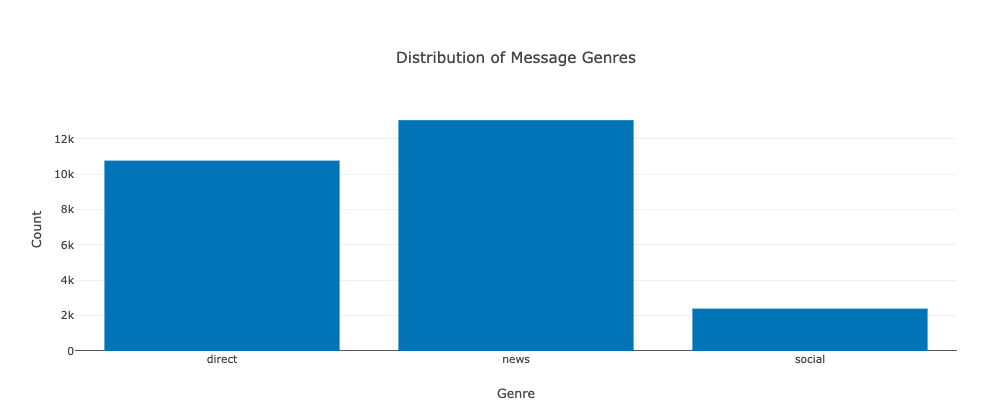 Distribution of Message Genres
12k
10k
8k
6k
4k
2k
0
Count
direct
news
social
Genre